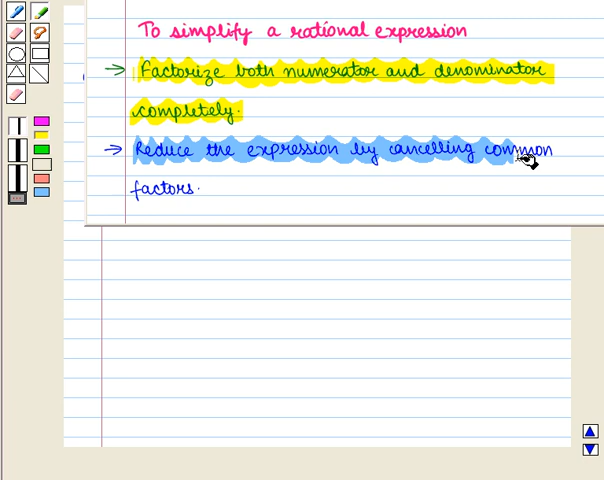 To simplify a rational expression
→ Factorize both numerator and denominator
completely.
→ Reduce the expression by cancelling common
factors.